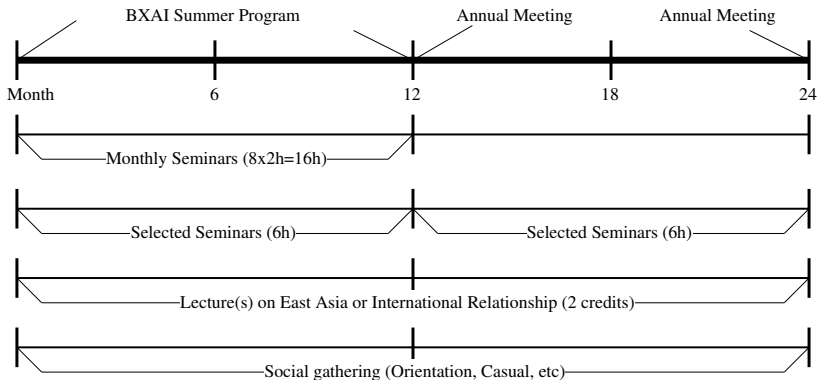 BXAI Summer Program Annual Meeting Annual Meeting
Month 6 12 18 24
Monthly Seminars (8x2h=16h)
Selected Seminars (6h) Selected Seminars (6h)
Lecture(s) on East Asia or International Relationship (2 credits)
Social gathering (Orientation, Casual, etc)